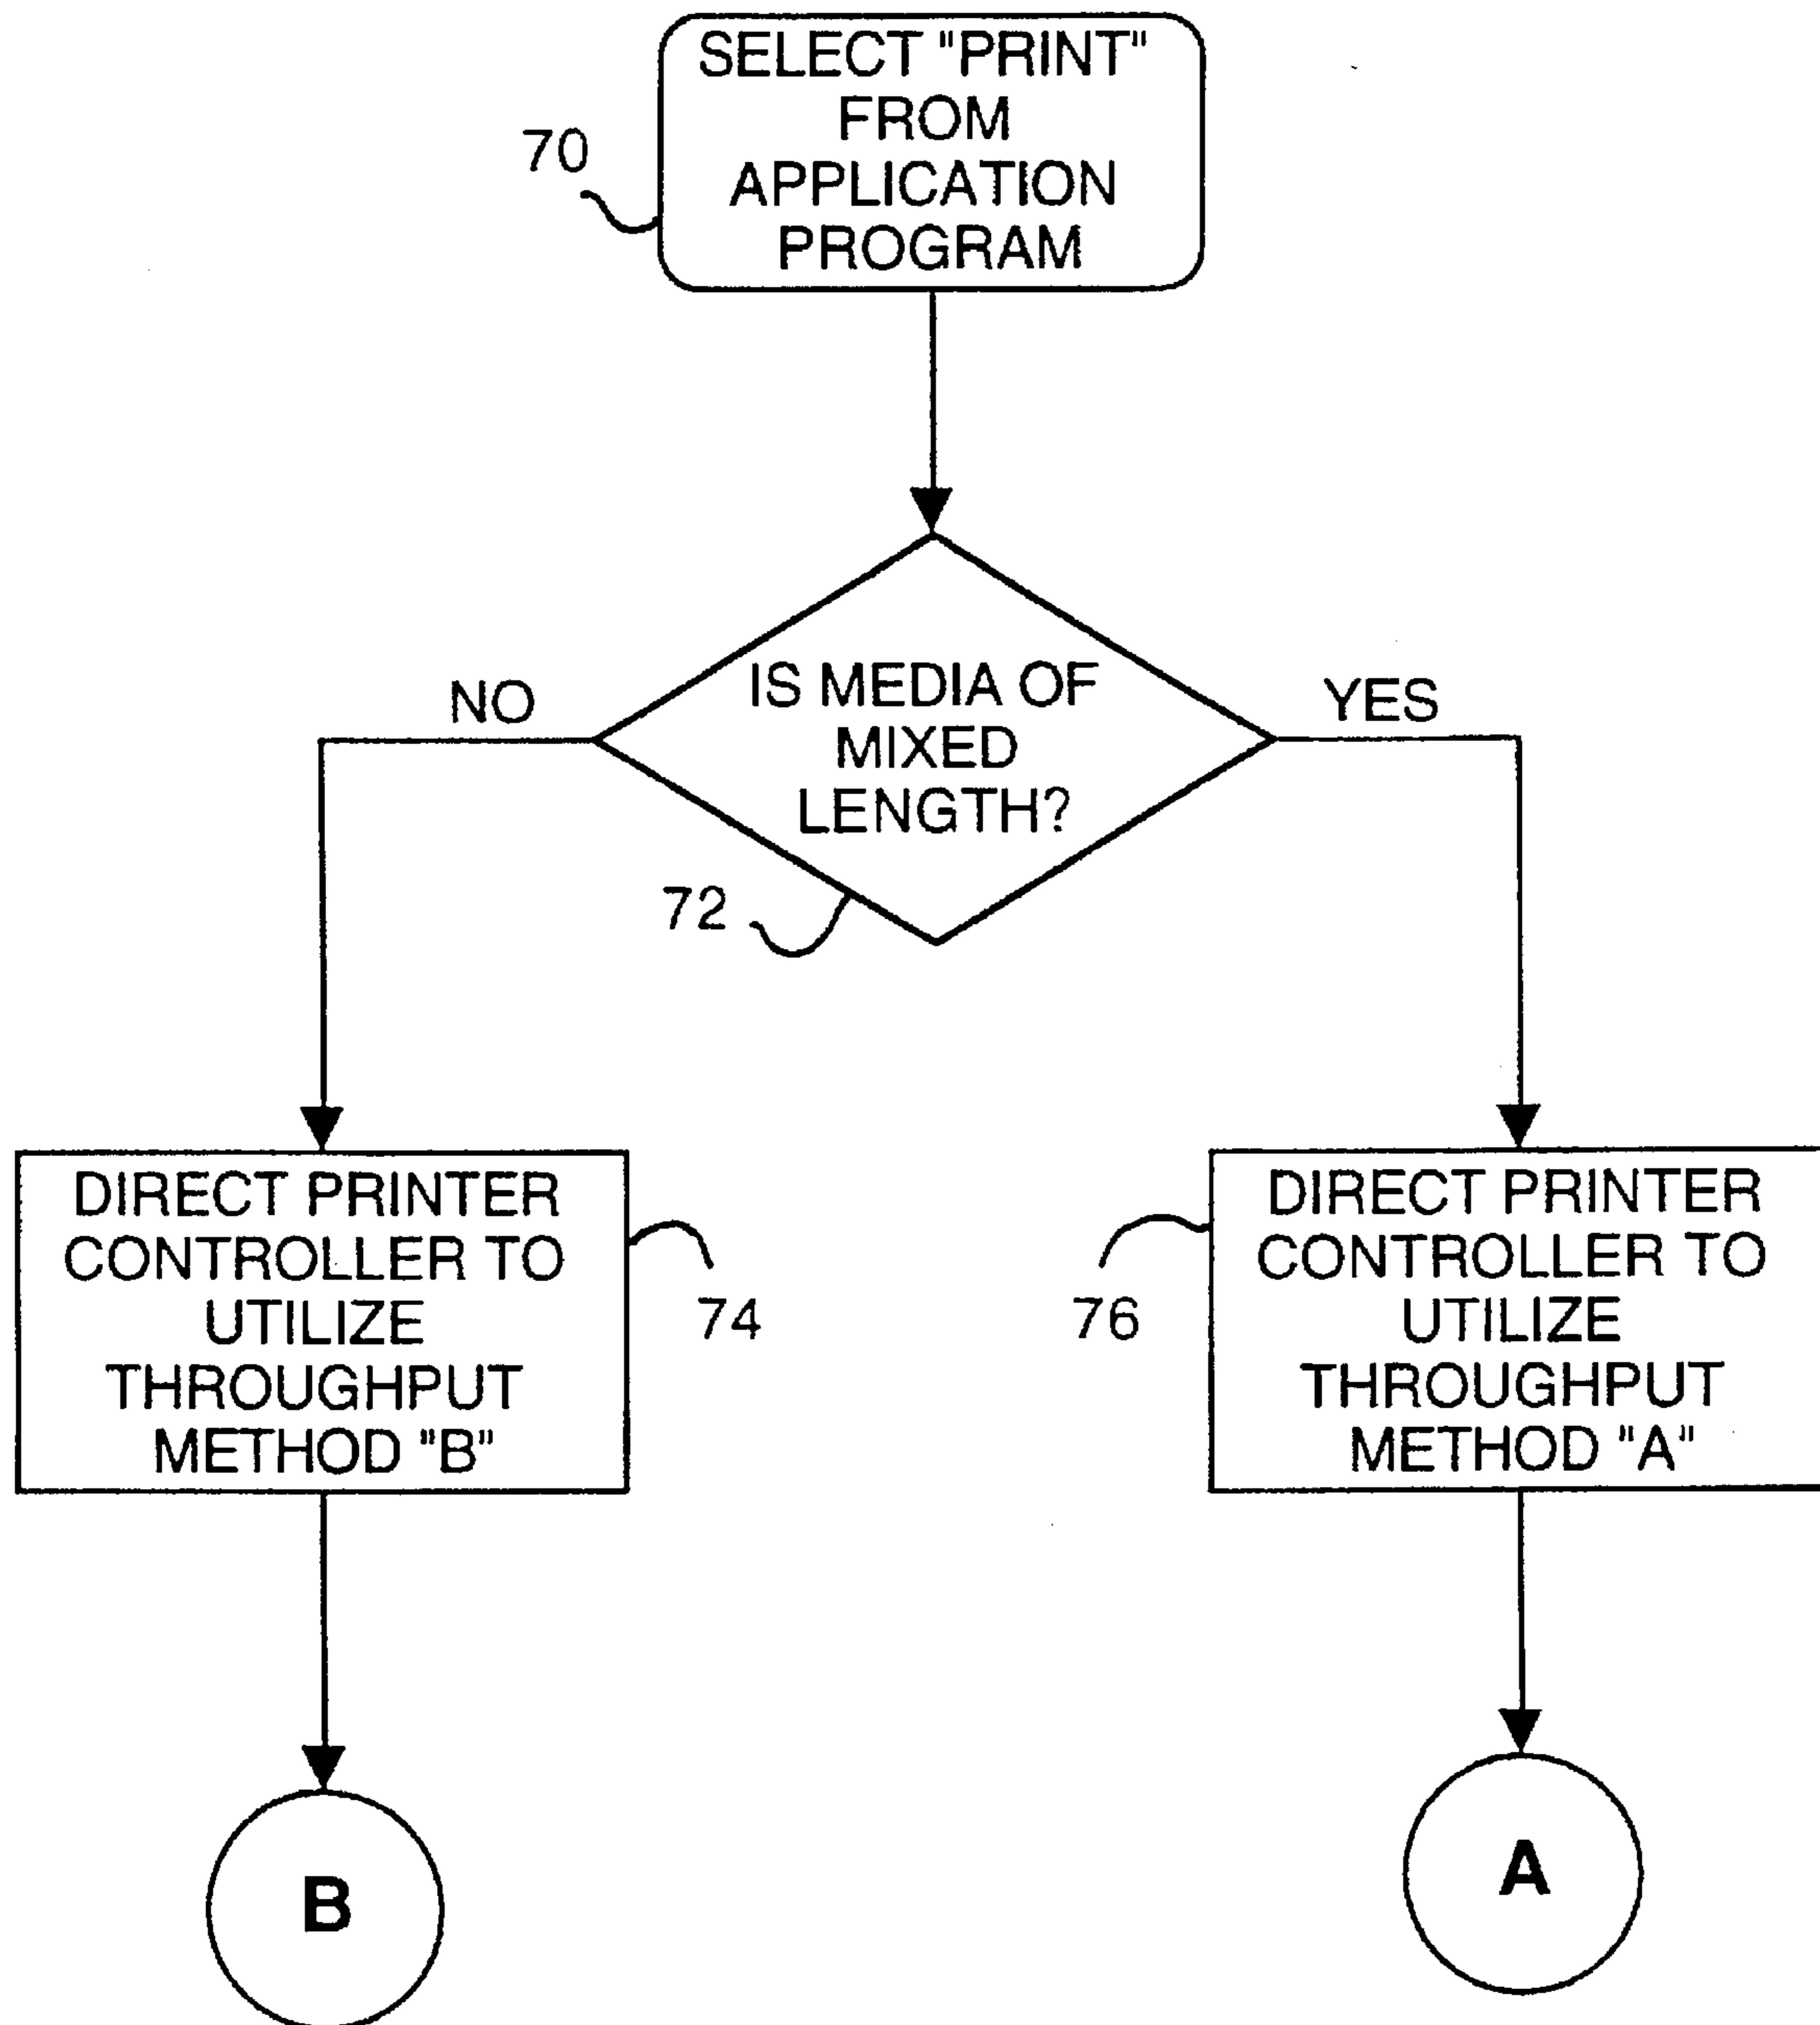 SELECT "PRINT"
FROM
APPLICATION
PROGRAM
70
IS MEDIA OF
MIXED
LENGTH?
NO
YES
72
DIRECT PRINTER
CONTROLLER TO
UTILIZE
THROUGHPUT
METHOD "B"
74
76
DIRECT PRINTER
CONTROLLER TO
UTILIZE
THROUGHPUT
METHOD "A"
B
A